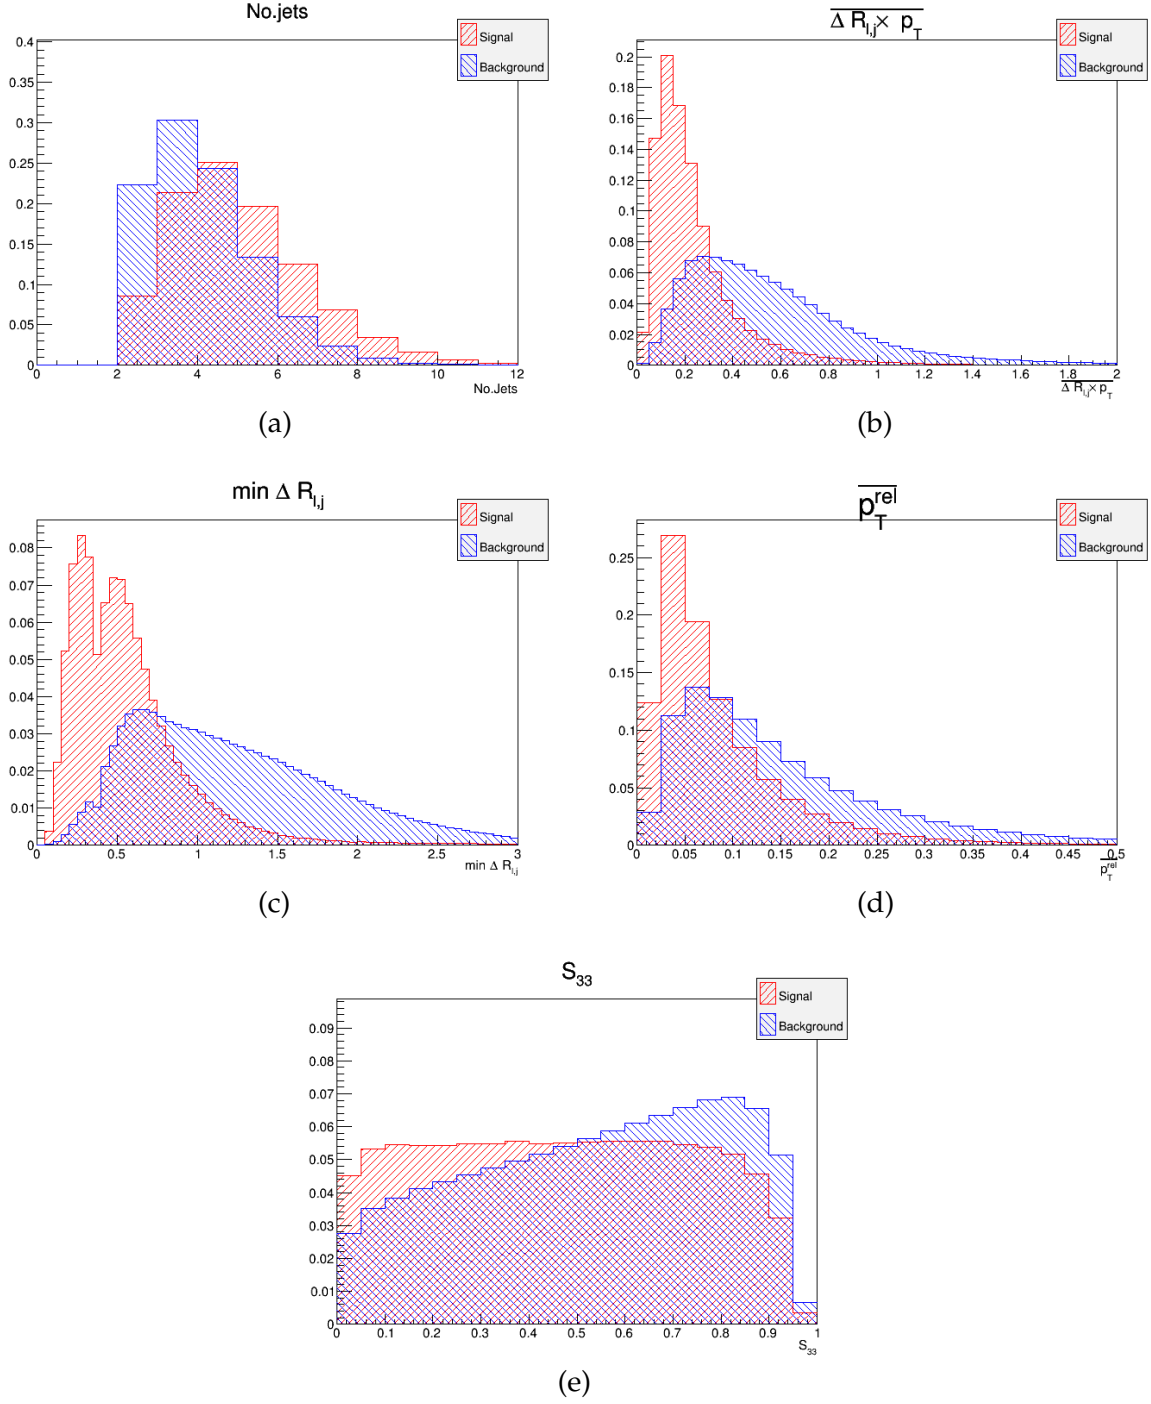 No.jets
Signal
Background
0.4
0.35
0.3
0.25
0.2
0.15
0.1
0.05
0
0 2 4 6 8 10 12
No.Jets
(a)
Δ R_{l,j}× p_T
Signal
Background
0.2
0.18
0.16
0.14
0.12
0.1
0.08
0.06
0.04
0.02
0
0 0.2 0.4 0.6 0.8 1 1.2 1.4 1.6 1.8 2
Δ R_{l,j}× p_T
(b)
min Δ R_{l,j}
Signal
Background
0.08
0.07
0.06
0.05
0.04
0.03
0.02
0.01
0
0 0.5 1 1.5 2 2.5 3
min Δ R_{l,j}
(c)
p_T^{rel}
Signal
Background
0.25
0.2
0.15
0.1
0.05
0
0 0.05 0.1 0.15 0.2 0.25 0.3 0.35 0.4 0.45 0.5
p_T^{rel}
(d)
S_{33}
Signal
Background
0.09
0.08
0.07
0.06
0.05
0.04
0.03
0.02
0.01
0
0 0.1 0.2 0.3 0.4 0.5 0.6 0.7 0.8 0.9 1
S_{33}
(e)